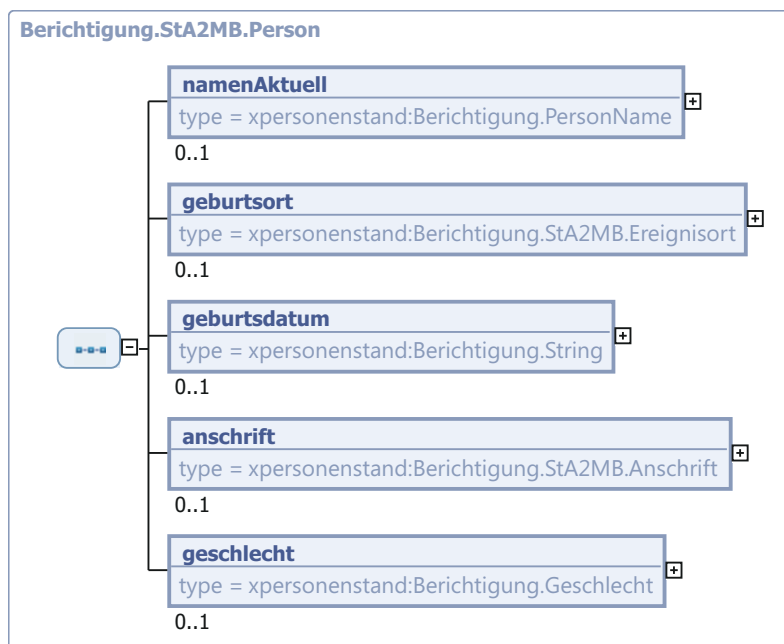 Berichtigung.StA2MB.Person
namenAktuell
type = xpersonenstand:Berichtigung.PersonName
0..1
geburtsort
type = xpersonenstand:Berichtigung.StA2MB.Ereignisort
0..1
geburtsdatum
type = xpersonenstand:Berichtigung.String
0..1
anschrift
type = xpersonenstand:Berichtigung.StA2MB.Anschrift
0..1
geschlecht
type = xpersonenstand:Berichtigung.Geschlecht
0..1